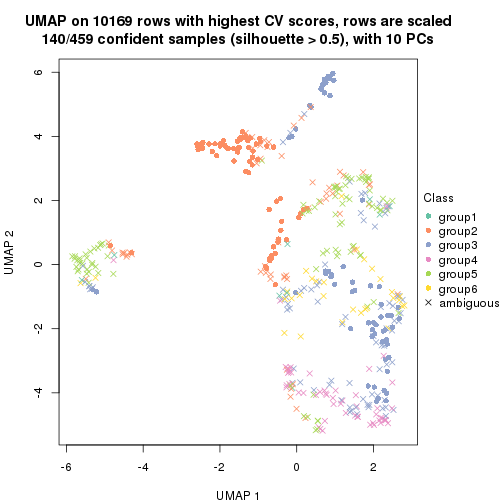 UMAP on 10169 rows with highest CV scores, rows are scaled
140/459 confident samples (silhouette > 0.5), with 10 PCs
6
4
2
0
-2
-4
UMAP 2
-6
-4
-2
0
2
UMAP 1
Class
group1
group2
group3
group4
group5
group6
ambiguous